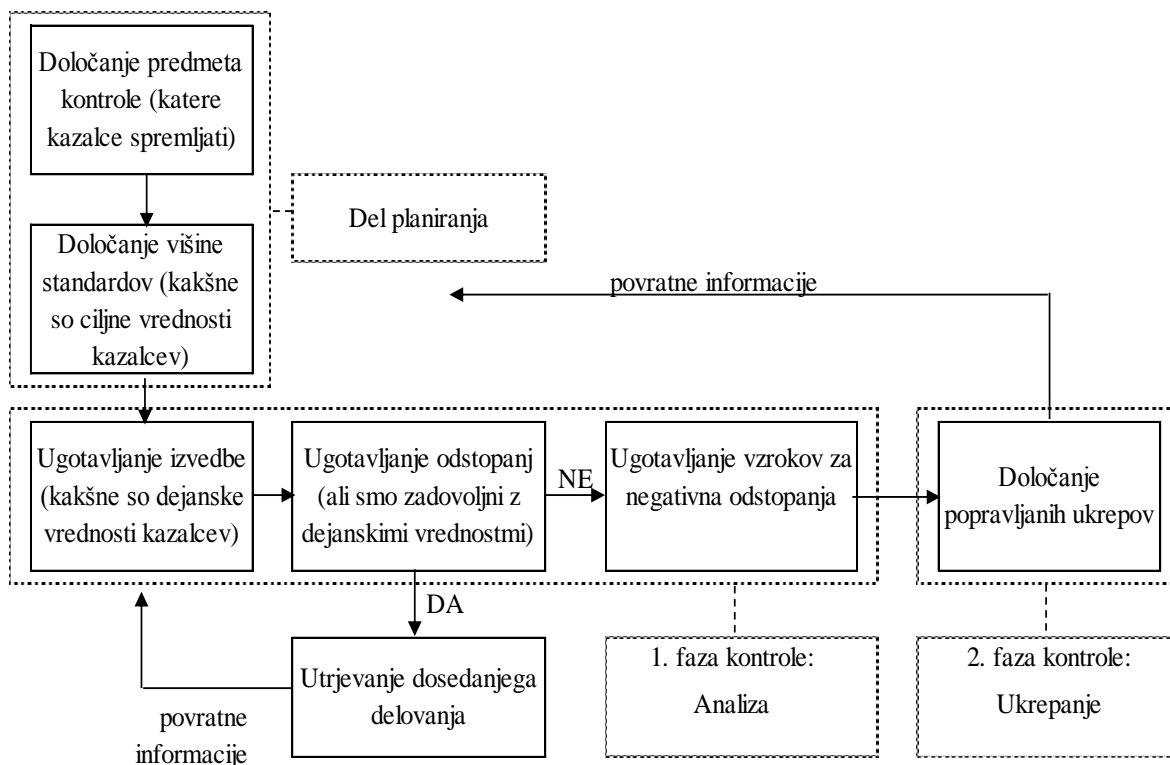 Določanje predmeta
kontrole (katere
kazalce spremljati)
Del planiranja
Določanje višine
standardov (kakšne
so ciljne vrednosti
kazalcev)
povratne informacije
Ugotavljanje izvedbe
(kakšne so dejanske
vrednosti kazalcev)
Ugotavljanje odstopanj
(ali smo zadovoljni z
dejanskimi vrednostmi)
NE
Ugotavljanje vzrokov za
negativna odstopanja
Določanje
popravljanih ukrepov
DA
Utrjevanje dosedanjega
delovanja
povratne
informacije
1. faza kontrole:
Analiza
2. faza kontrole:
Ukrepanje